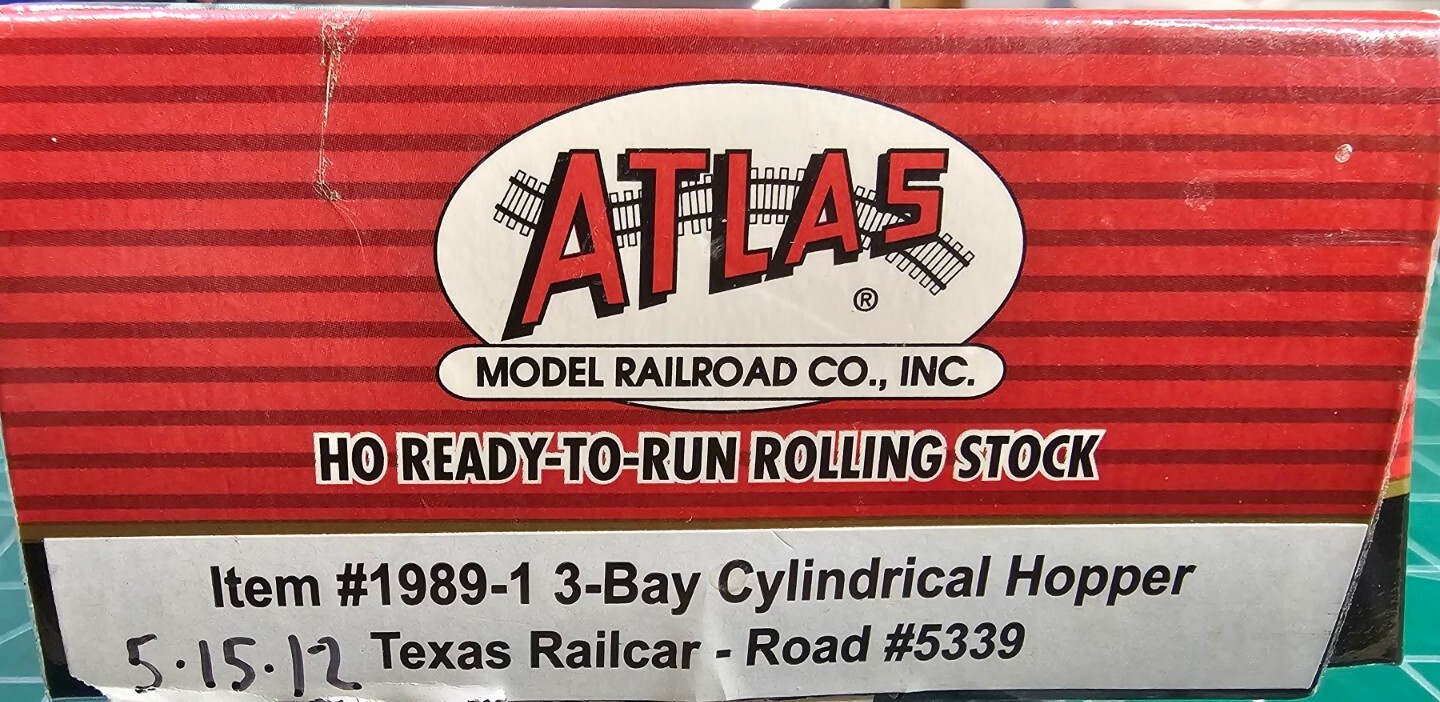 ATLAS
®
MODEL RAILROAD CO., INC.
HO READY-TO-RUN ROLLING STOCK
Item #1989-1 3-Bay Cylindrical Hopper
5.15.12 Texas Railcar - Road #5339